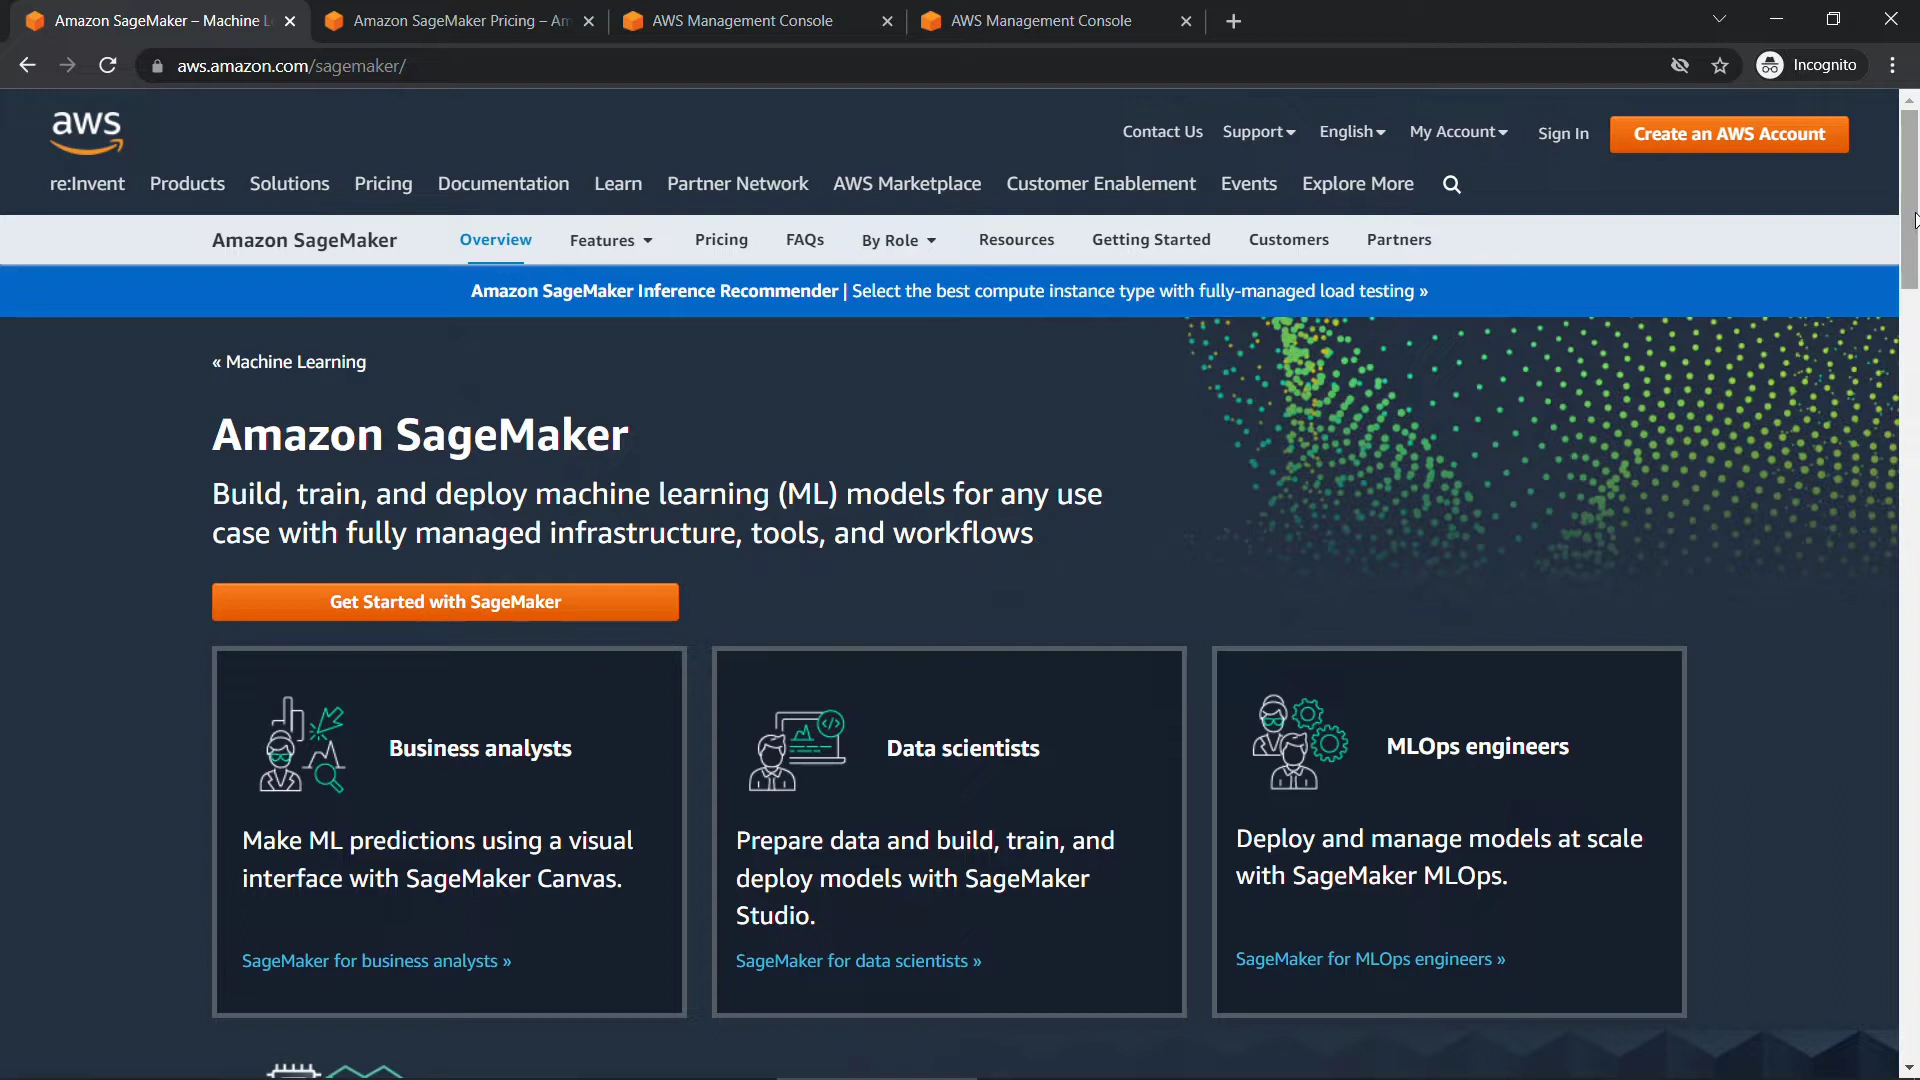 Amazon SageMaker – Machine L
Amazon SageMaker Pricing – Am
AWS Management Console
AWS Management Console
aws.amazon.com/sagemaker/
Incognito
aws
Contact Us
Support
English
My Account
Sign In
Create an AWS Account
re:Invent
Products
Solutions
Pricing
Documentation
Learn
Partner Network
AWS Marketplace
Customer Enablement
Events
Explore More
Amazon SageMaker
Overview
Features
Pricing
FAQs
By Role
Resources
Getting Started
Customers
Partners
Amazon SageMaker Inference Recommender | Select the best compute instance type with fully-managed load testing »
« Machine Learning
Amazon SageMaker
Build, train, and deploy machine learning (ML) models for any use
case with fully managed infrastructure, tools, and workflows
Get Started with SageMaker
Business analysts
Make ML predictions using a visual
interface with SageMaker Canvas.
SageMaker for business analysts »
Data scientists
Prepare data and build, train, and
deploy models with SageMaker
Studio.
SageMaker for data scientists »
MLOps engineers
Deploy and manage models at scale
with SageMaker MLOps.
SageMaker for MLOps engineers »